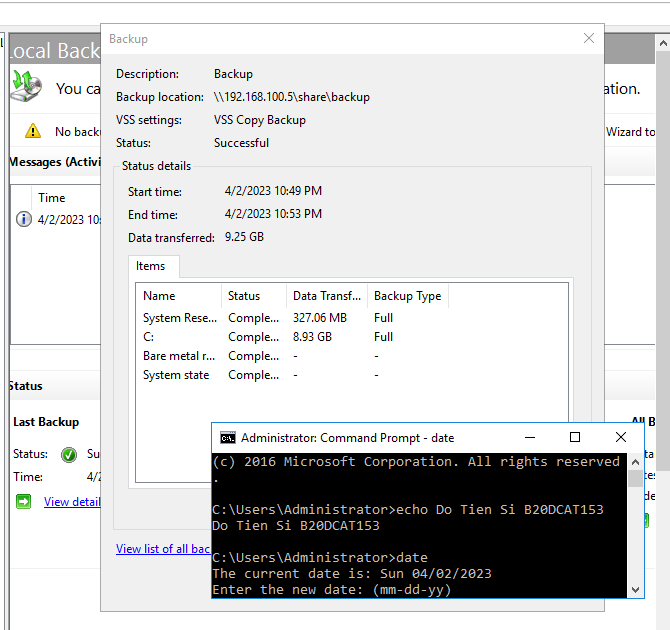 Local Back
Backup
You ca
ation.
No backu
Wizard to
Messages (Activi
Time
4/2/2023 10:
Description: Backup
Backup location: \\192.168.100.5\share\backup
VSS settings: VSS Copy Backup
Status: Successful
Status details
Start time: 4/2/2023 10:49 PM
End time: 4/2/2023 10:53 PM
Data transferred: 9.25 GB
Items
Name Status Data Transf... Backup Type
System Rese... Comple... 327.06 MB Full
C: Comple... 8.93 GB Full
Bare metal r... Comple... - -
System state Comple... - -
Status
Last Backup
All B
Status: Su
Time: 4/2
View detail
View list of all bac
Administrator: Command Prompt - date
(c) 2016 Microsoft Corporation. All rights reserved
.
C:\Users\Administrator>echo Do Tien Si B20DCAT153
Do Tien Si B20DCAT153
C:\Users\Administrator>date
The current date is: Sun 04/02/2023
Enter the new date: (mm-dd-yy)